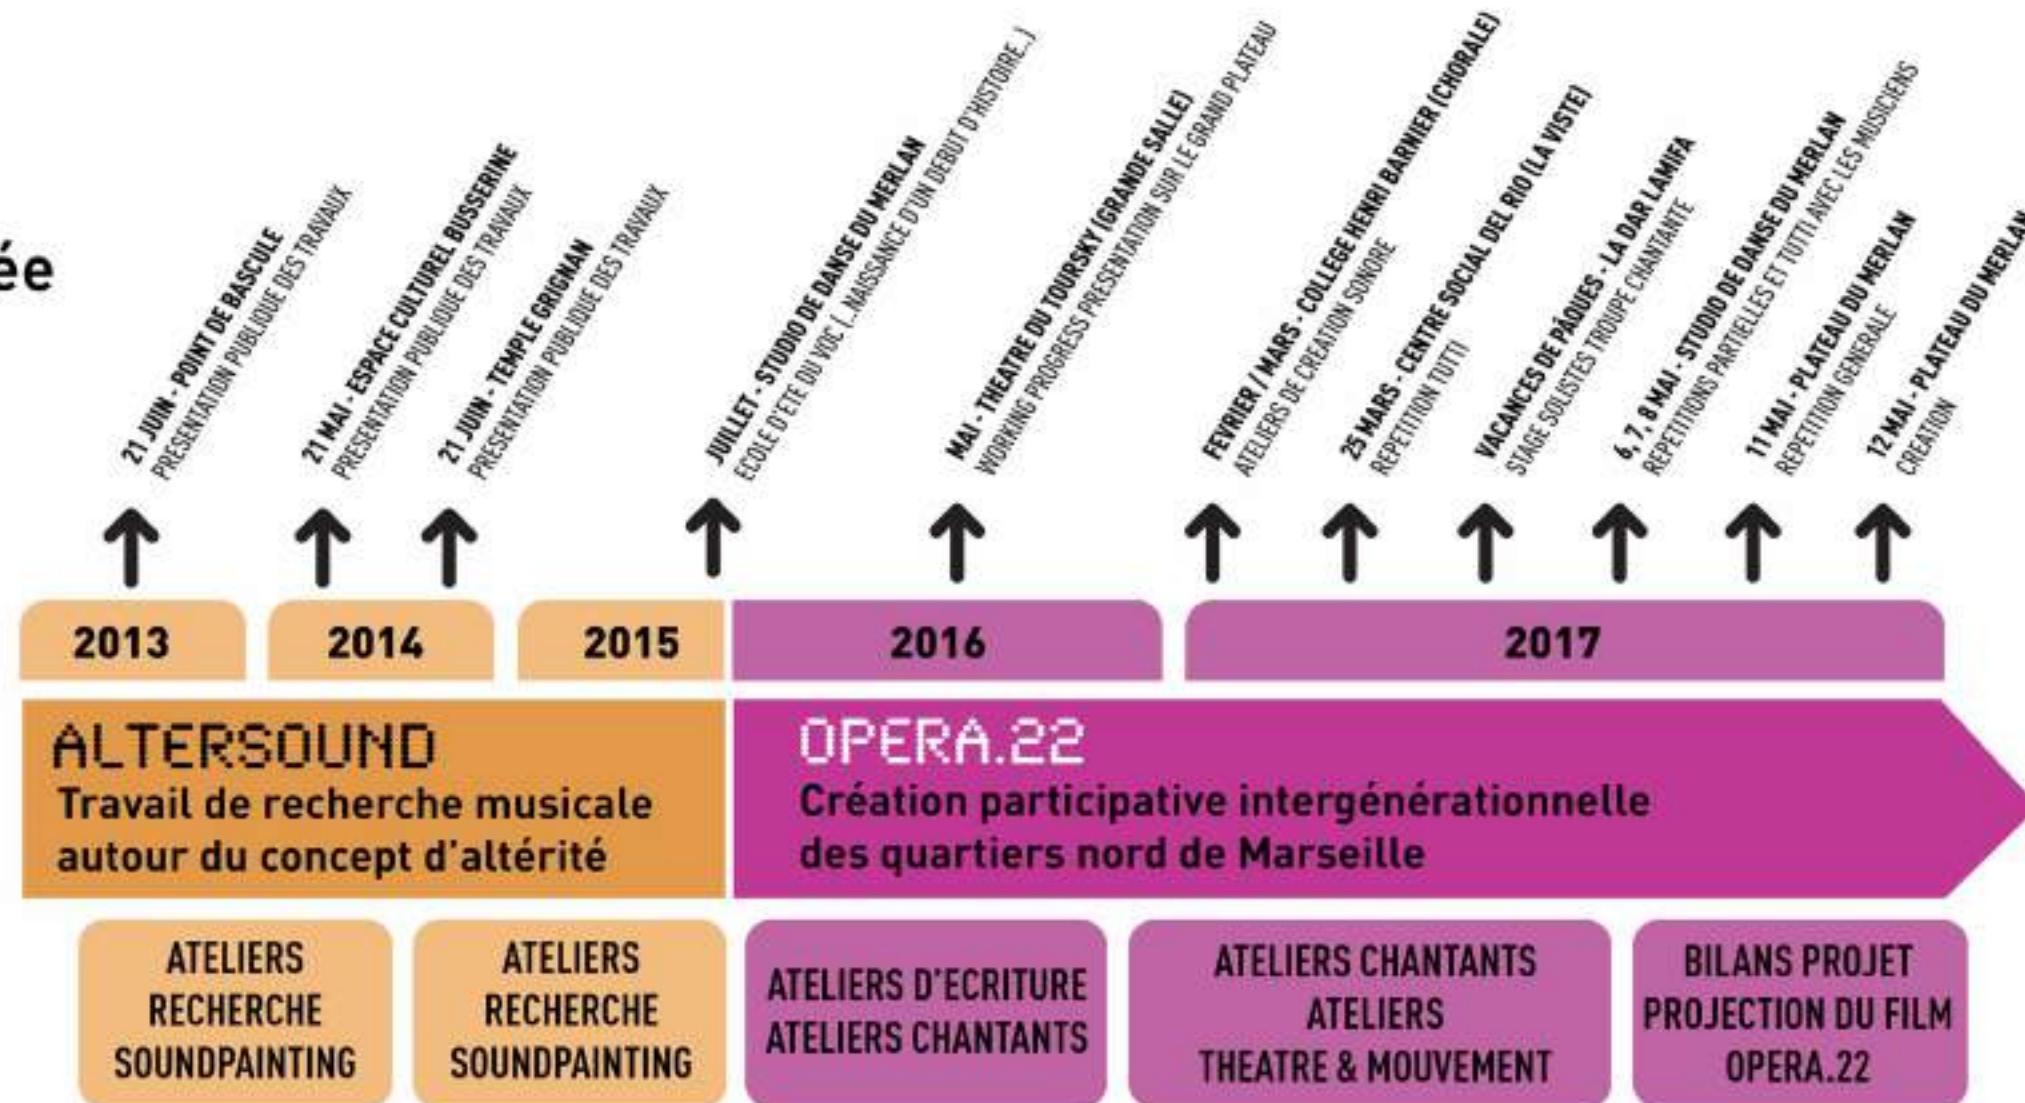 ée
21 JUIN - POINT DE BASCULE
PRESENTATION PUBLIQUE DES TRAVAUX
21 MAI - ESPACE CULTUREL BUSSERINE
PRESENTATION PUBLIQUE DES TRAVAUX
21 JUIN - TEMPLE GRIGNAN
PRESENTATION PUBLIQUE DES TRAVAUX
JUILLET - STUDIO DE DANSE DU MERLAN
ECOLE D'ETE DU VOC (...NAISSANCE D'UN DEBUT D'HISTOIRE...)
MAI - THEATRE DU TOURSKY (GRANDE SALLE)
WORKING PROGRESS PRESENTATION SUR LE GRAND PLATEAU
FEVRIER / MARS - COLLEGE HENRI BARNIER (CHORALE)
ATELIERS DE CREATION SONORE
25 MARS - CENTRE SOCIAL DEL RIO (LA VISTE)
REPETITION TUTTI
VACANCES DE PÂQUES - LA DAR LAMIFA
STAGE SOLISTES TROUPE CHANTANTE
6, 7, 8 MAI - STUDIO DE DANSE DU MERLAN
REPETITIONS PARTIELLES ET TUTTI AVEC LES MUSICIENS
11 MAI - PLATEAU DU MERLAN
REPETITION GENERALE
12 MAI - PLATEAU DU MERLAN
CREATION
2013
2014
2015
2016
2017
ALTERSOUND
Travail de recherche musicale
autour du concept d'altérité
OPERA.22
Création participative intergénérationnelle
des quartiers nord de Marseille
ATELIERS
RECHERCHE
SOUNDPAINTING
ATELIERS
RECHERCHE
SOUNDPAINTING
ATELIERS D'ECRITURE
ATELIERS CHANTANTS
ATELIERS CHANTANTS
ATELIERS
THEATRE & MOUVEMENT
BILANS PROJET
PROJECTION DU FILM
OPERA.22